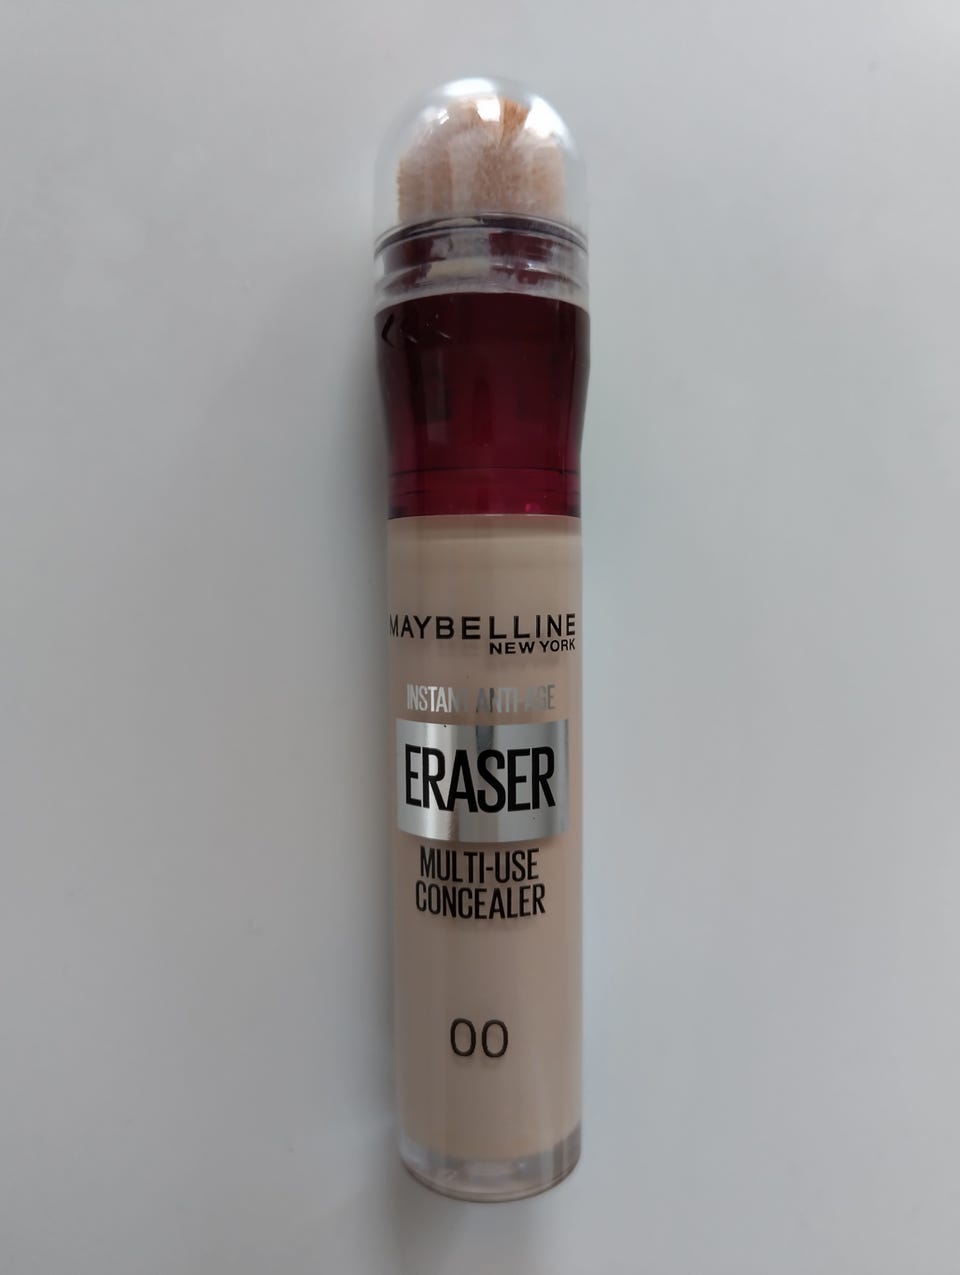 MAYBELLINE
NEW YORK
INSTANT ANTI-AGE
ERASER
MULTI-USE
CONCEALER
00